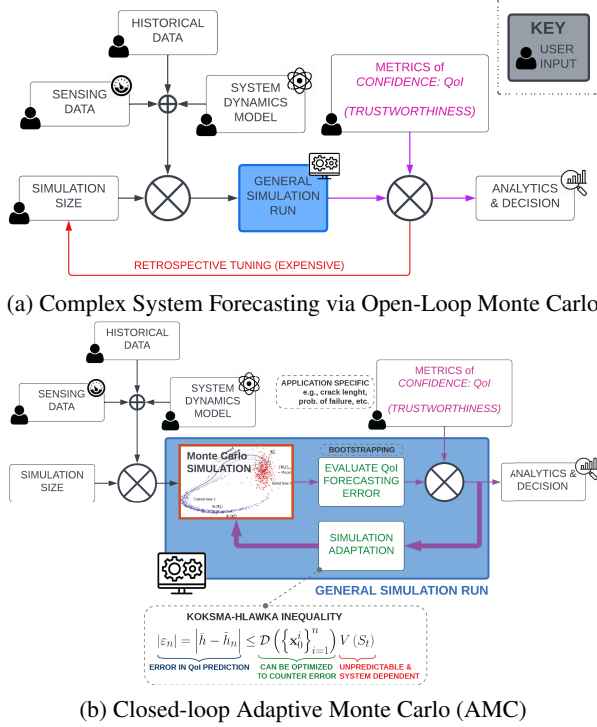 HISTORICAL
DATA
KEY
USER
INPUT
SENSING
DATA
SYSTEM
DYNAMICS
MODEL
METRICS of
CONFIDENCE: QoI
(TRUSTWORTHINESS)
SIMULATION
SIZE
GENERAL
SIMULATION
RUN
ANALYTICS
& DECISION
RETROSPECTIVE TUNING (EXPENSIVE)
(a) Complex System Forecasting via Open-Loop Monte Carlo
HISTORICAL
DATA
SENSING
DATA
SYSTEM
DYNAMICS
MODEL
APPLICATION SPECIFIC
e.g., crack lenght,
prob. of failure, etc.
METRICS of
CONFIDENCE: QoI
(TRUSTWORTHINESS)
SIMULATION
SIZE
Monte Carlo
SIMULATION
BOOTSTRAPPING
EVALUATE QoI
FORECASTING
ERROR
ANALYTICS &
DECISION
SIMULATION
ADAPTATION
GENERAL SIMULATION RUN
KOKSMA-HLAWKA INEQUALITY
|εₙ| = |h̄ − h̃ₙ| ≤ 𝒟({𝐱₀ⁱ}ᵢ₌₁ⁿ) V(Sₜ)
ERROR IN QoI PREDICTION
CAN BE OPTIMIZED
TO COUNTER ERROR
UNPREDICTABLE &
SYSTEM DEPENDENT
(b) Closed-loop Adaptive Monte Carlo (AMC)